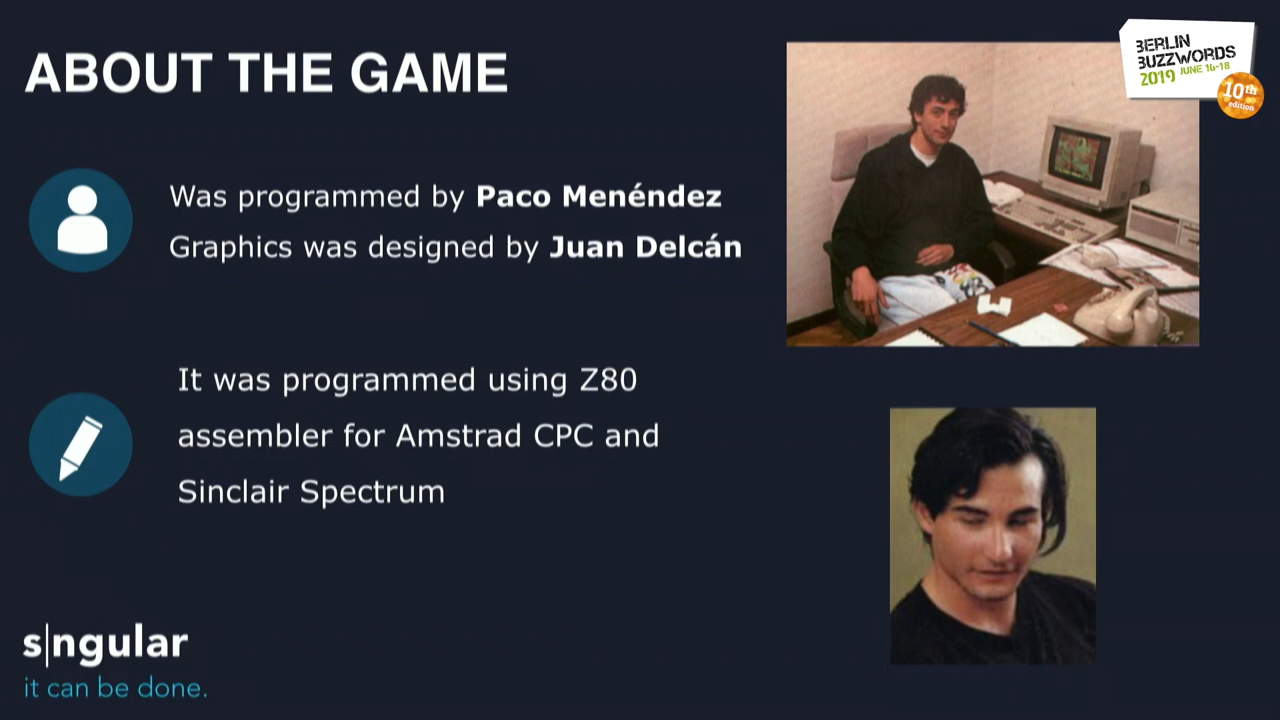 ABOUT THE GAME
BERLIN
BUZZWORDS
2019 JUNE 16-18
10th
edition
Was programmed by Paco Menéndez
Graphics was designed by Juan Delcán
It was programmed using Z80
assembler for Amstrad CPC and
Sinclair Spectrum
s|ngular
it can be done.